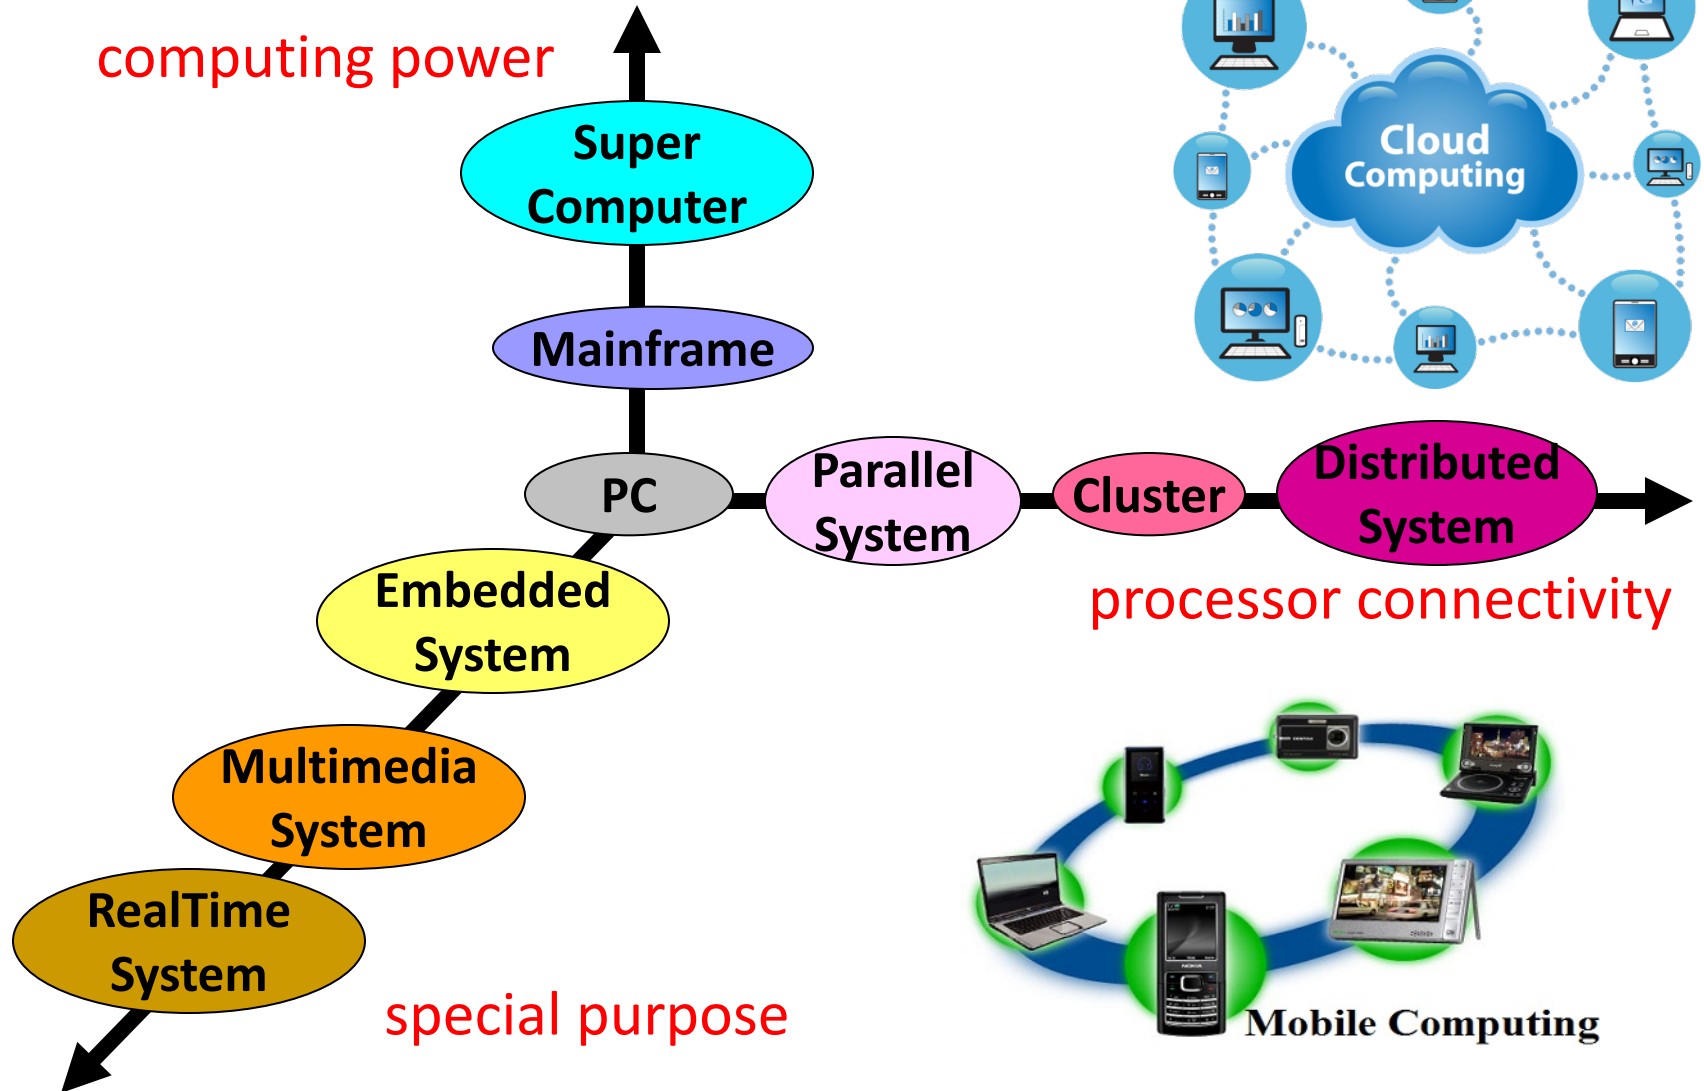 computing power
Super
Computer
Mainframe
PC
Parallel
System
Cluster
Distributed
System
processor connectivity
Embedded
System
Multimedia
System
RealTime
System
special purpose
Cloud
Computing
NOKIA
Mobile Computing